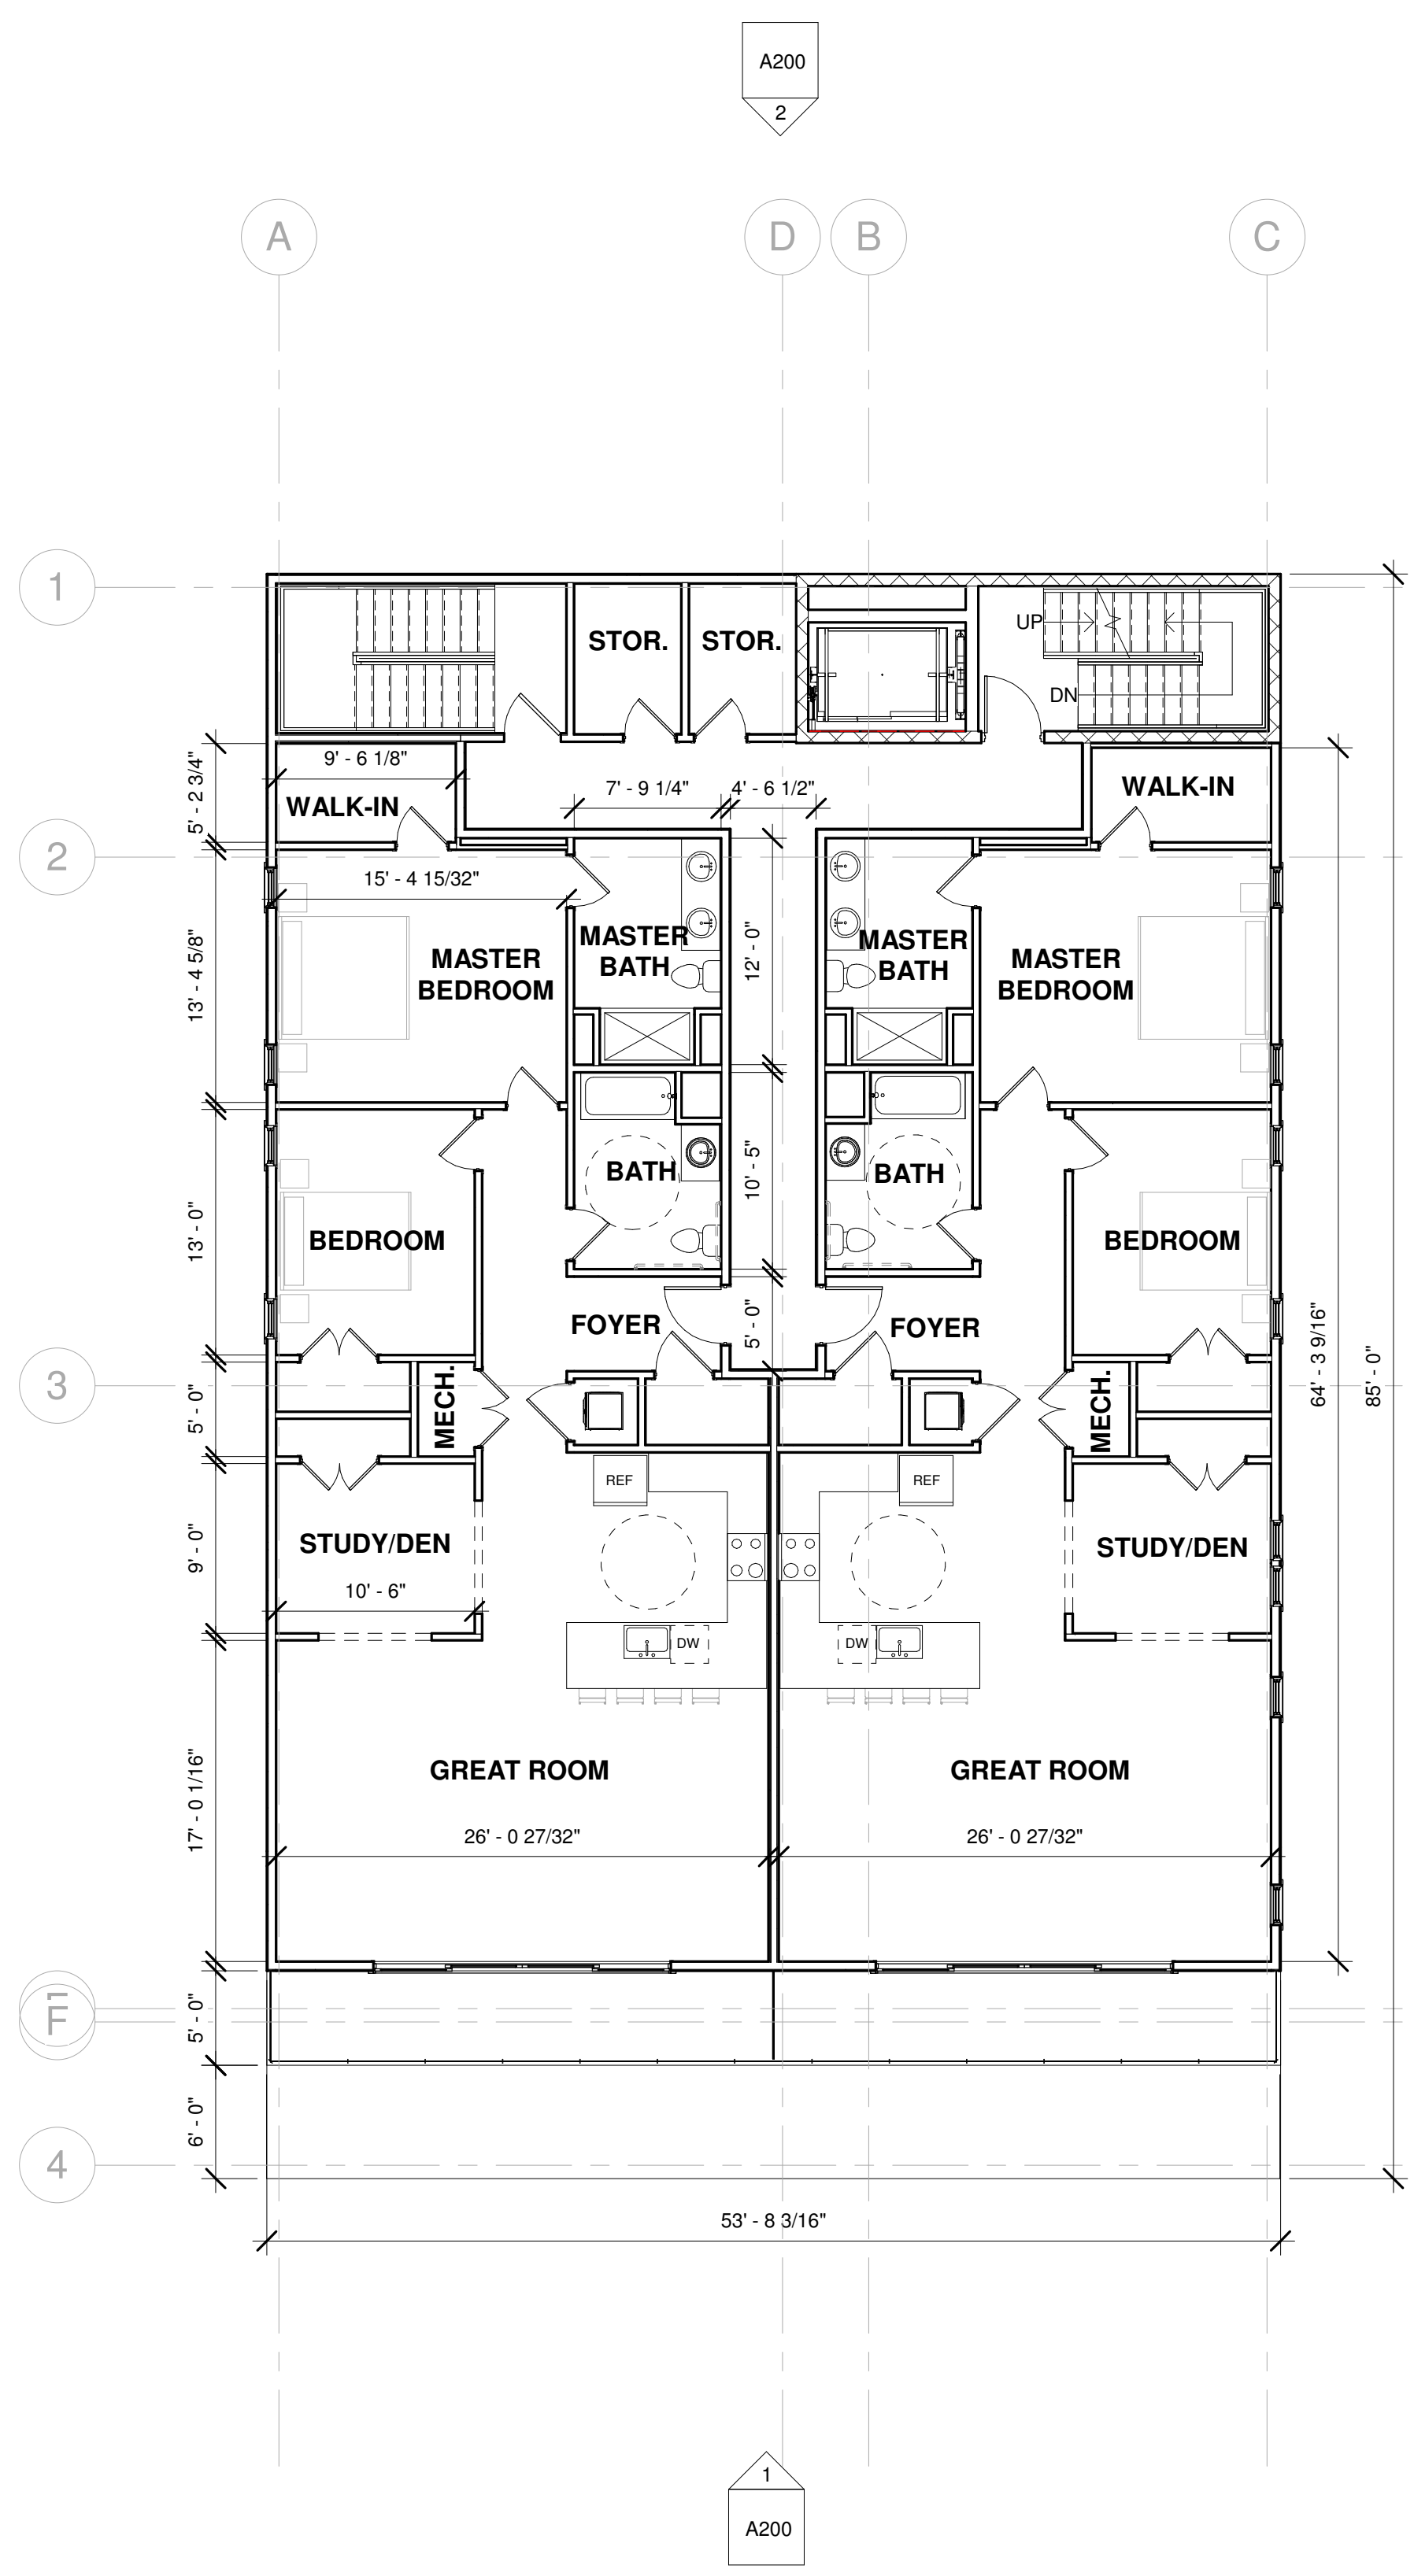 A200
2
A
D
B
C
1
UP
STOR.
STOR.
DN
9' - 6 1/8"
5' - 2 3/4"
7' - 9 1/4"
4' - 6 1/2"
WALK-IN
WALK-IN
2
15' - 4 15/32"
13' - 4 5/8"
MASTER
BEDROOM
MASTER
BATH
12' - 0"
MASTER
BATH
MASTER
BEDROOM
BATH
10' - 5"
BATH
13' - 0"
BEDROOM
BEDROOM
FOYER
5' - 0"
FOYER
64' - 3 9/16"
85' - 0"
3
5' - 0"
MECH.
MECH.
REF
REF
9' - 0"
STUDY/DEN
STUDY/DEN
10' - 6"
DW
DW
17' - 0 1/16"
GREAT ROOM
GREAT ROOM
26' - 0 27/32"
26' - 0 27/32"
F
5' - 0"
6' - 0"
4
53' - 8 3/16"
1
A200